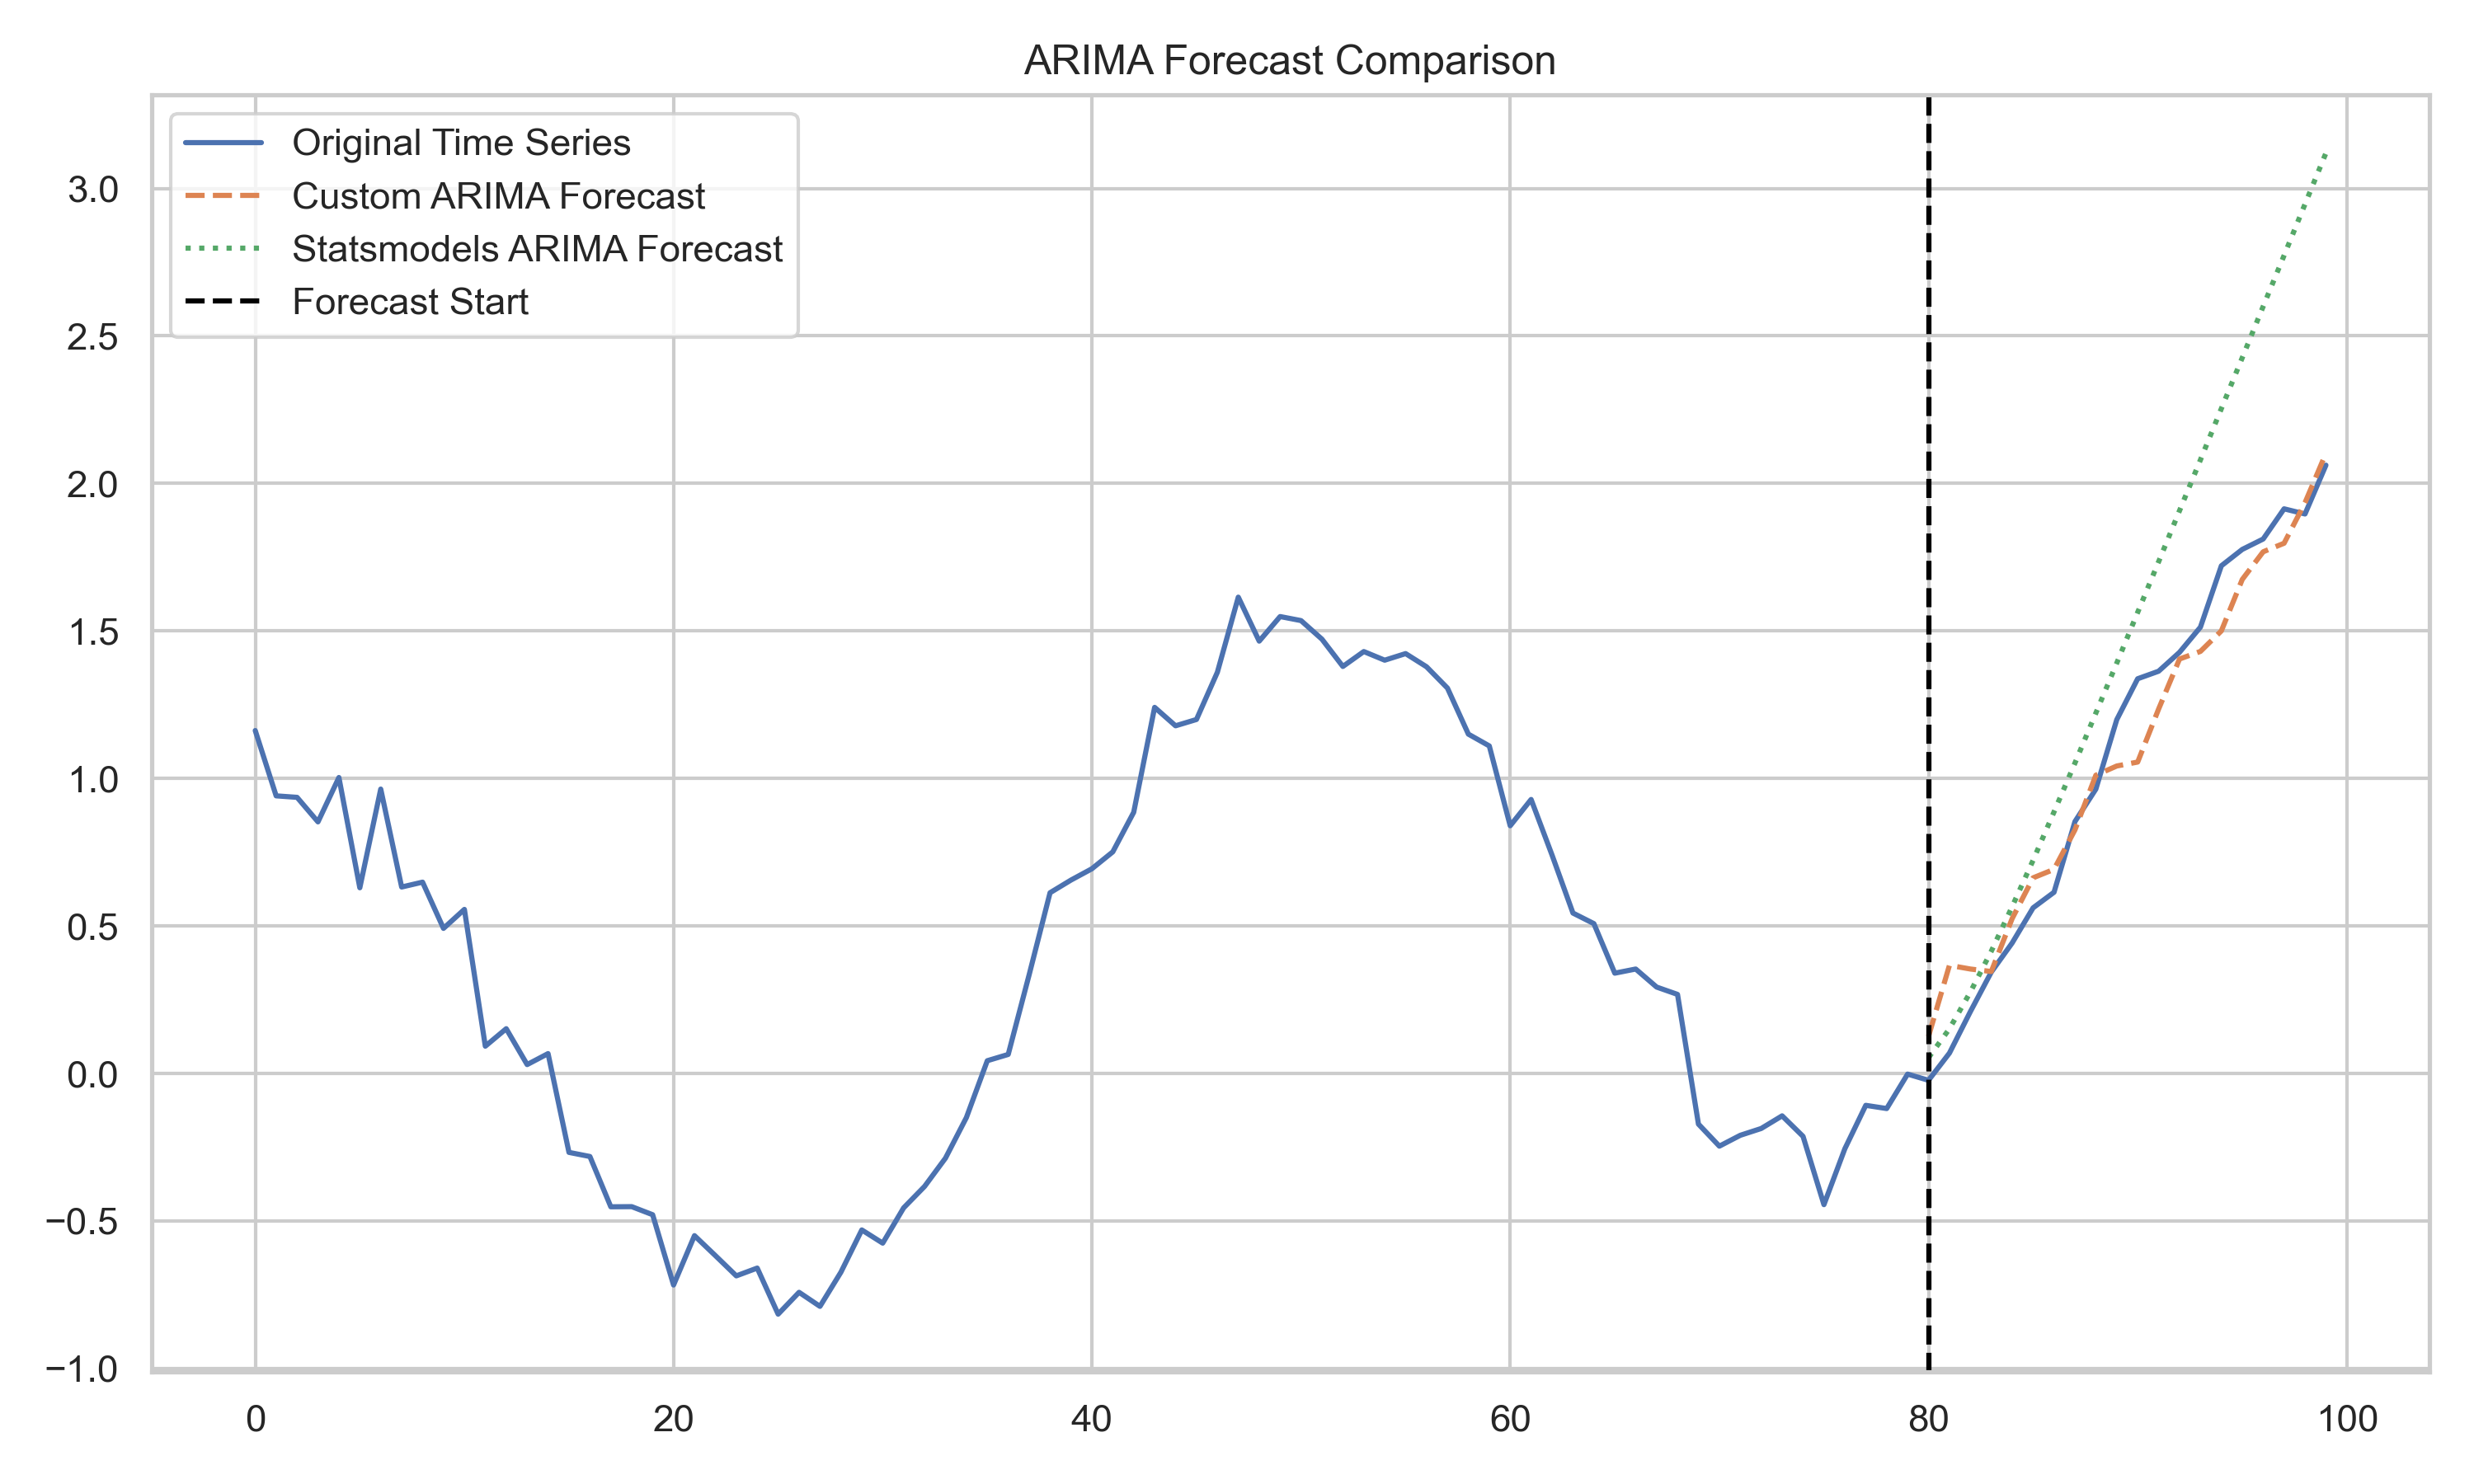 ARIMA Forecast Comparison
Original Time Series
Custom ARIMA Forecast
Statsmodels ARIMA Forecast
Forecast Start
3.0
2.5
2.0
1.5
1.0
0.5
0.0
−0.5
−1.0
0 20 40 60 80 100